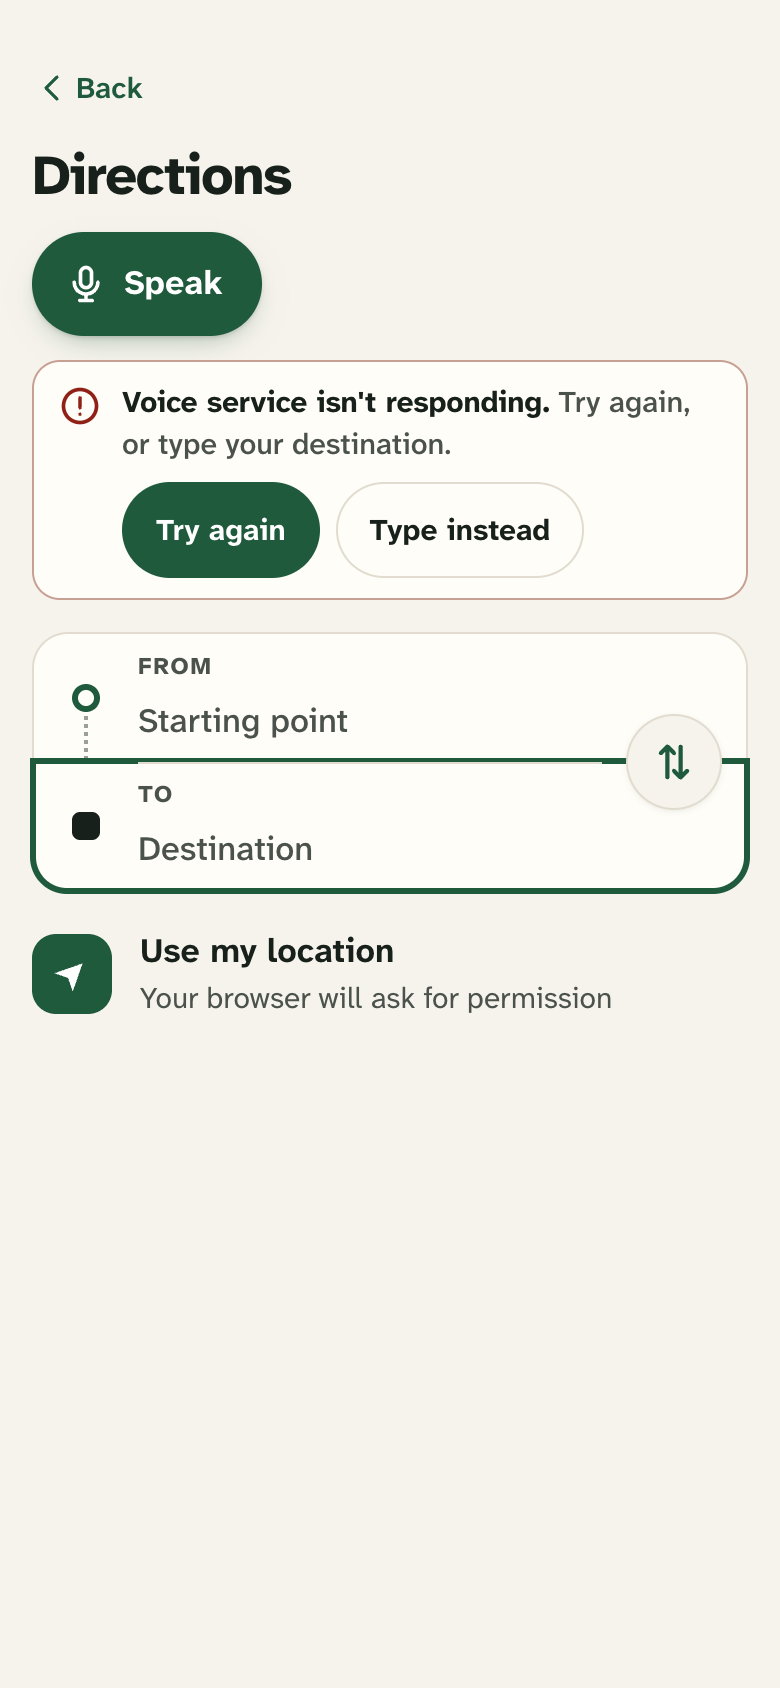 Back
Directions
Speak
Voice service isn't responding. Try again,
or type your destination.
Try again
Type instead
FROM
Starting point
TO
Destination
Use my location
Your browser will ask for permission